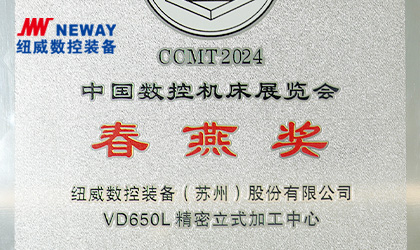 NEWAY
纽威数控装备
CCMT2024
中国数控机床展览会
春燕奖
纽威数控装备（苏州）股份有限公司
VD650L 精密立式加工中心